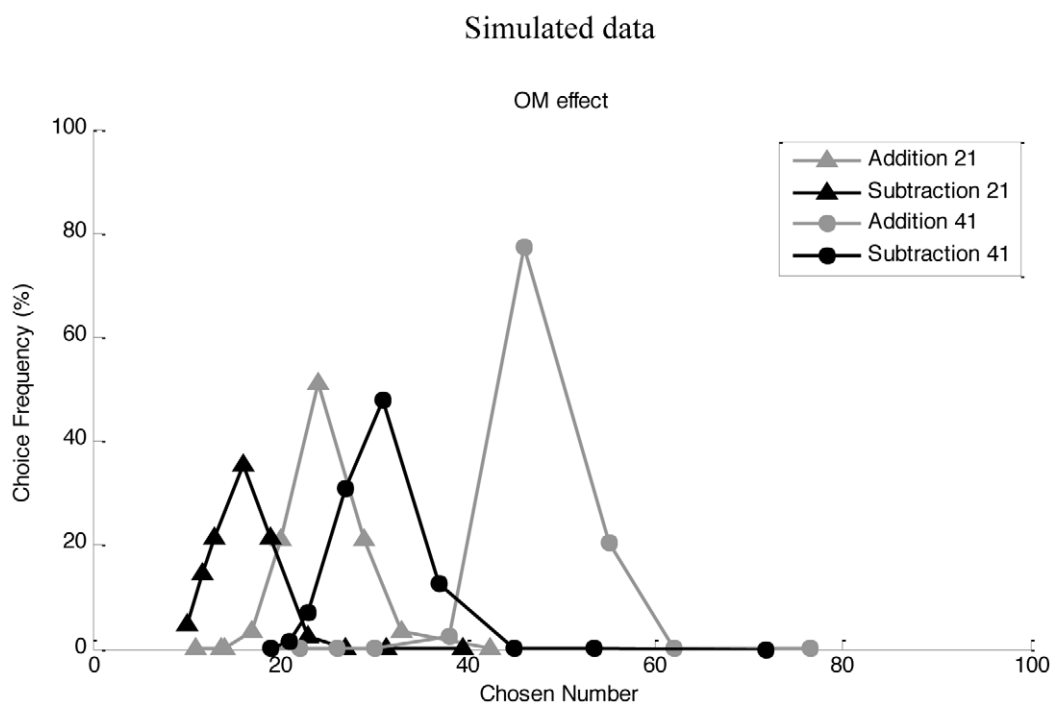 Simulated data
OM effect
100
80
60
40
20
0
Choice Frequency (%)
Addition 21
Subtraction 21
Addition 41
Subtraction 41
0 20 40 60 80 100
Chosen Number